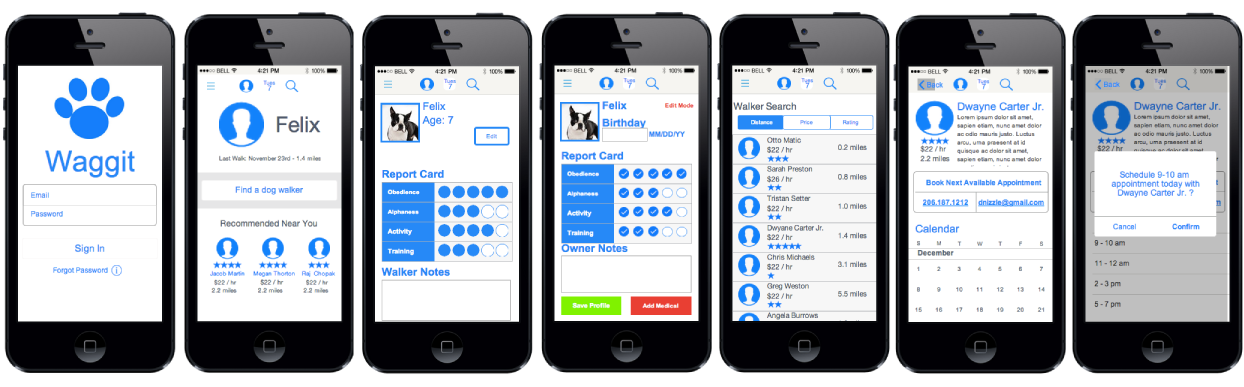 Waggit
Email
Password
Sign In
Forgot Password
BELL 4:21 PM 100%
Tues
7
Felix
Last Walk: November 23rd - 1.4 miles
Find a dog walker
Recommended Near You
Jacob Martin
$22 / hr
2.2 miles
Megan Thorton
$22 / hr
2.2 miles
Raj Chopak
$22 / hr
2.2 miles
BELL 4:21 PM 100%
Tues
7
Felix
Age: 7
Edit
Report Card
Obedience
Alphaness
Activity
Training
Walker Notes
BELL 4:21 PM 100%
Tues
7
Felix
Edit Mode
Birthday
MM/DD/YY
Report Card
Obedience
Alphaness
Activity
Training
Owner Notes
Save Profile
Add Medical
BELL 4:21 PM 100%
Tues
7
Walker Search
Distance Price Rating
Otto Matic
$22 / hr
0.2 miles
Sarah Preston
$26 / hr
0.8 miles
Tristan Setter
$22 / hr
1.0 miles
Dwyane Carter Jr.
$22 / hr
1.4 miles
Chris Michaels
$22 / hr
3.1 miles
Greg Weston
$22 / hr
5.5 miles
Angela Burrows
BELL 4:21 PM 100%
Back
Tues
7
Dwayne Carter Jr.
Lorem ipsum dolor sit amet,
sapien etiam, nunc amet dolor
ac odio mauris justo. Luctus
arcu, urna praesent at id
quisque ac dolor sit amet,
sapien etiam, nunc amet dolor
$22 / hr
2.2 miles
Book Next Available Appointment
206.187.1212 dnizzle@gmail.com
Calendar
S M T W T F S
December
1 2 3 4 5 6 7
8 9 10 11 12 13 14
15 16 17 18 19 20 21
BELL 4:21 PM 100%
Back
Tues
7
Dwayne Carter Jr.
Lorem ipsum dolor sit amet,
sapien etiam, nunc amet dolor
ac odio mauris justo. Luctus
arcu, urna praesent at id
Schedule 9-10 am
appointment today with
Dwayne Carter Jr. ?
Cancel Confirm
9 - 10 am
11 - 12 am
2 - 3 pm
5 - 7 pm